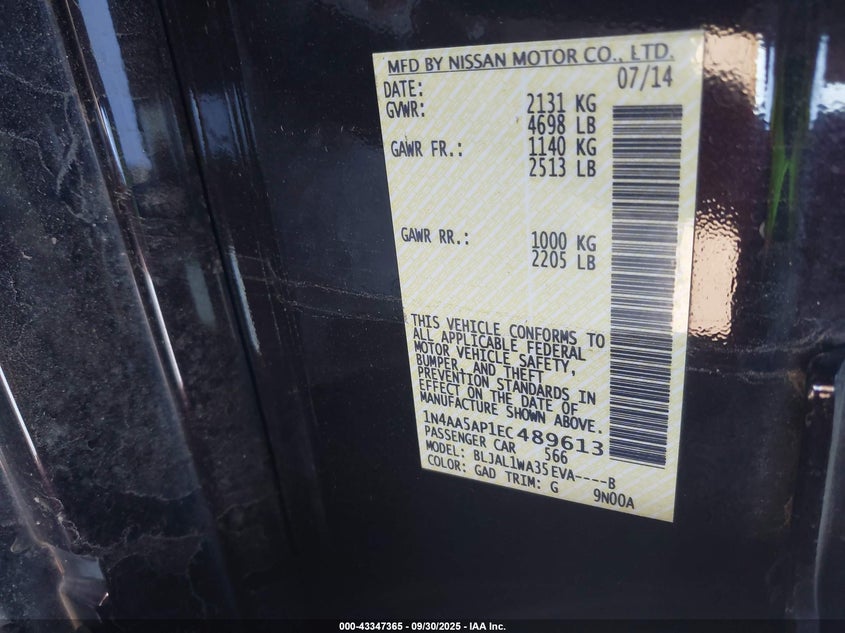 MFD BY NISSAN MOTOR CO., LTD.
DATE: 07/14
GVWR: 2131 KG
4698 LB
GAWR FR.: 1140 KG
2513 LB
GAWR RR.: 1000 KG
2205 LB
THIS VEHICLE CONFORMS TO
ALL APPLICABLE FEDERAL
MOTOR VEHICLE SAFETY,
BUMPER, AND THEFT
PREVENTION STANDARDS IN
EFFECT ON THE DATE OF
MANUFACTURE SHOWN ABOVE.
1N4AA5AP1EC489613
PASSENGER CAR 566
MODEL: BLJAL1WA35EVA----B
COLOR: GAD TRIM: G 9N00A
000-43347365 - 09/30/2025 - IAA Inc.